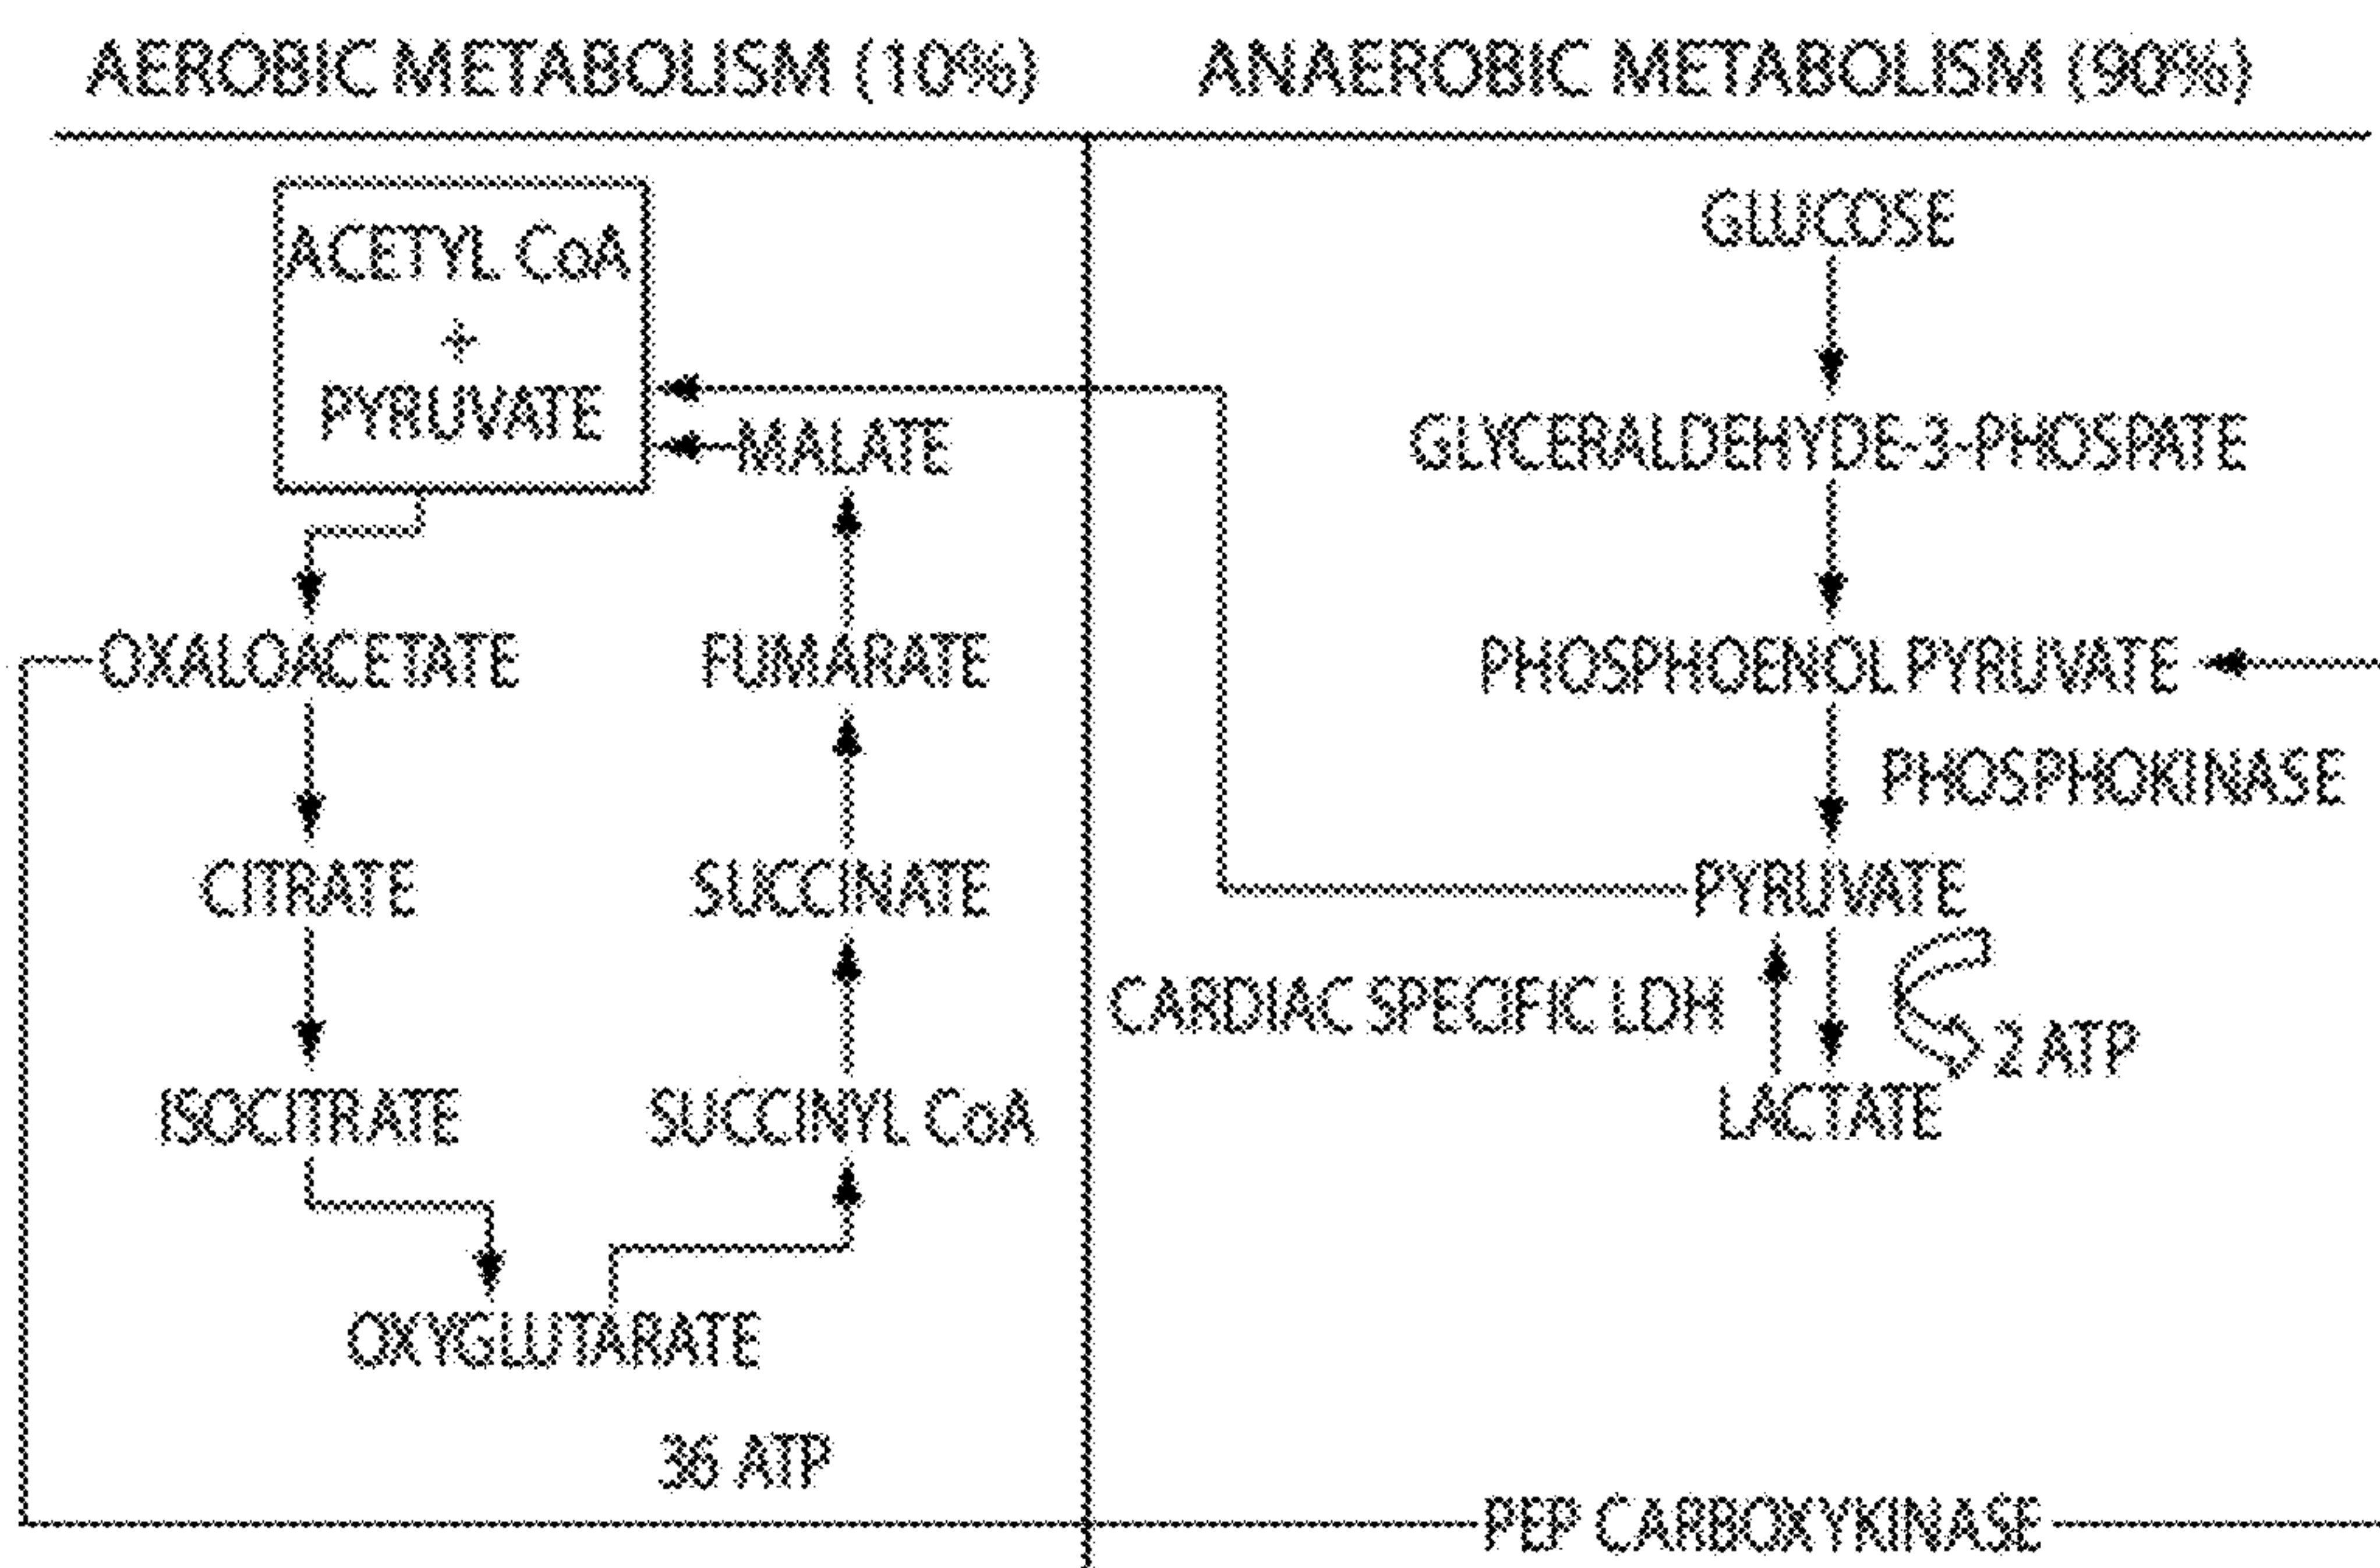 AEROBIC METABOLISM (10%)
ANAEROBIC METABOLISM (90%)
ACETYL CoA
+
PYRUVATE
MALATE
OXALOACETATE
FUMARATE
CITRATE
SUCCINATE
ISOCITRATE
SUCCINYL CoA
OXYGLUTARATE
36 ATP
GLUCOSE
GLYCERALDEHYDE-3-PHOSPATE
PHOSPHOENOL PYRUVATE
PHOSPHOKINASE
PYRUVATE
CARDIAC SPECIFIC LDH
2 ATP
LACTATE
PEP CARBOXYKINASE